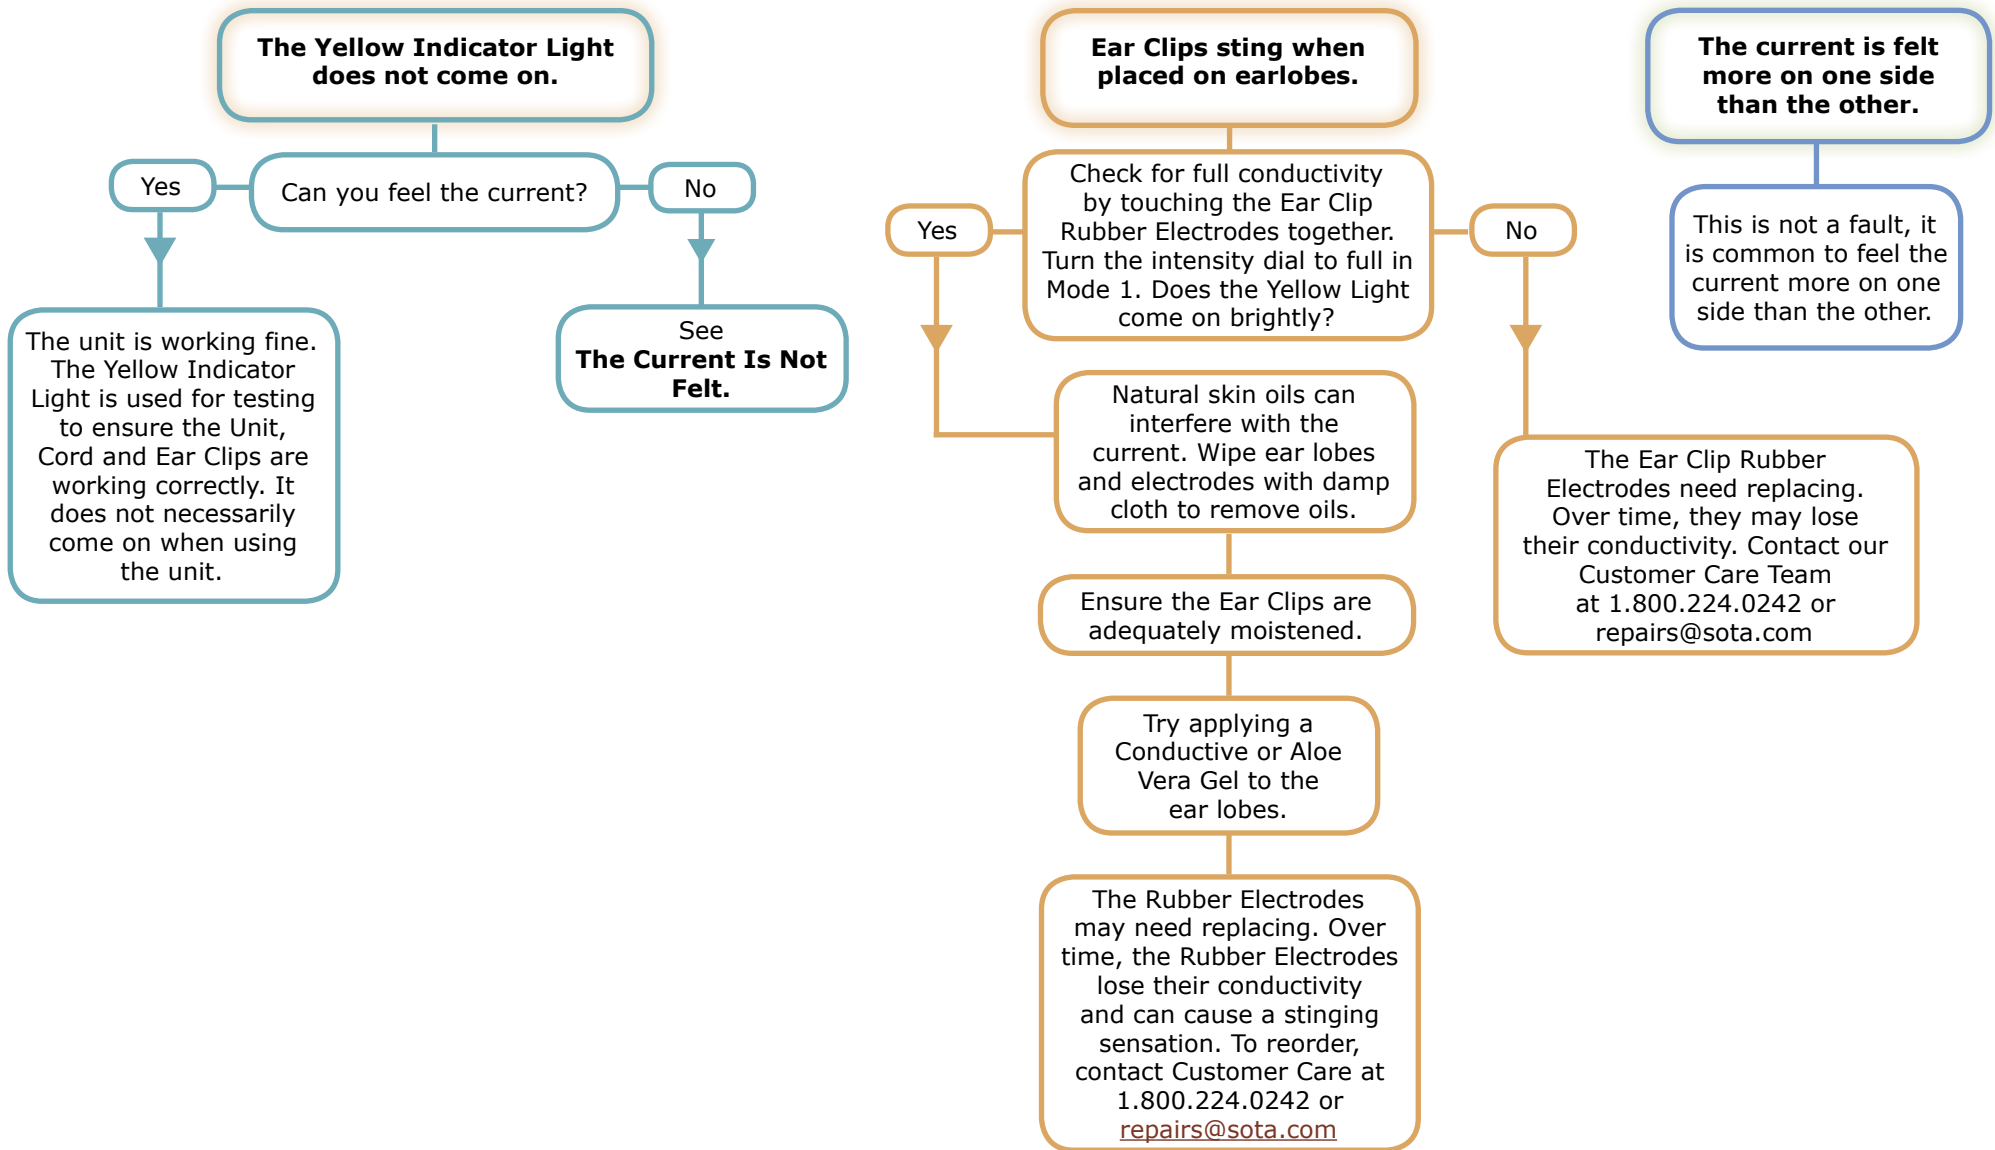 The Yellow Indicator Light
does not come on.
Can you feel the current?
Yes
No
The unit is working fine.
The Yellow Indicator
Light is used for testing
to ensure the Unit,
Cord and Ear Clips are
working correctly. It
does not necessarily
come on when using
the unit.
See
The Current Is Not
Felt.
Ear Clips sting when
placed on earlobes.
Check for full conductivity
by touching the Ear Clip
Rubber Electrodes together.
Turn the intensity dial to full in
Mode 1. Does the Yellow Light
come on brightly?
Yes
No
Natural skin oils can
interfere with the
current. Wipe ear lobes
and electrodes with damp
cloth to remove oils.
Ensure the Ear Clips are
adequately moistened.
Try applying a
Conductive or Aloe
Vera Gel to the
ear lobes.
The Rubber Electrodes
may need replacing. Over
time, the Rubber Electrodes
lose their conductivity
and can cause a stinging
sensation. To reorder,
contact Customer Care at
1.800.224.0242 or
repairs@sota.com
The Ear Clip Rubber
Electrodes need replacing.
Over time, they may lose
their conductivity. Contact our
Customer Care Team
at 1.800.224.0242 or
repairs@sota.com
The current is felt
more on one side
than the other.
This is not a fault, it
is common to feel the
current more on one
side than the other.